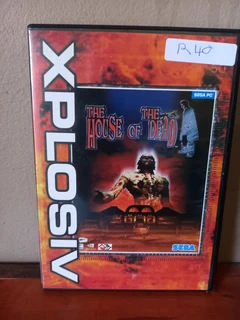 R40
SEGA PC
XPLOSIV
THE HOUSE OF THE DEAD
SEGA